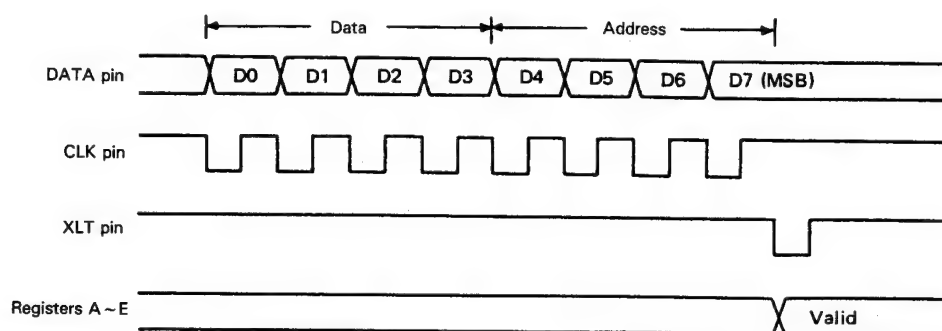 Data Address
DATA pin D0 D1 D2 D3 D4 D5 D6 D7 (MSB)
CLK pin
XLT pin
Registers A~E Valid